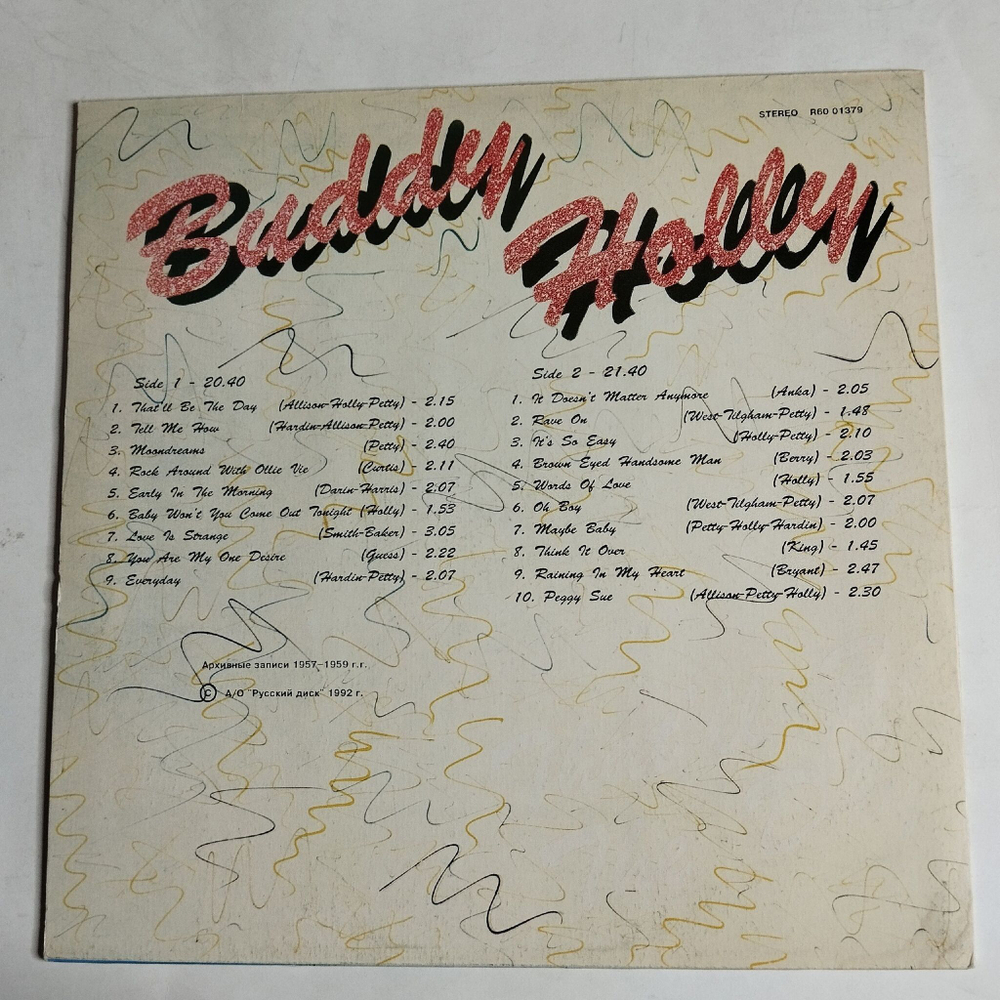 STEREO R60 01379
Buddy Holly
Side 1 - 20.40
1. That'll Be The Day (Allison-Holly-Petty) - 2.15
2. Tell Me How (Hardin-Allison-Petty) - 2.00
3. Moondreams (Petty) - 2.40
4. Rock Around With Ollie Vie (Curtis) - 2.11
5. Early In The Morning (Darin-Harris) - 2.07
6. Baby Won't You Come Out Tonight (Holly) - 1.53
7. Love Is Strange (Smith-Baker) - 3.05
8. You Are My One Desire (Guess) - 2.22
9. Everyday (Hardin-Petty) - 2.07
Side 2 - 21.40
1. It Doesn't Matter Anymore (Anka) - 2.05
2. Rave On (West-Tilgham-Petty) - 1.48
3. It's So Easy (Holly-Petty) - 2.10
4. Brown Eyed Handsome Man (Berry) - 2.03
5. Words Of Love (Holly) - 1.55
6. Oh Boy (West-Tilgham-Petty) - 2.07
7. Maybe Baby (Petty-Holly-Hardin) - 2.00
8. Think It Over (King) - 1.45
9. Raining In My Heart (Bryant) - 2.47
10. Peggy Sue (Allison-Petty-Holly) - 2.30
Архивные записи 1957–1959 г.г.
© А/О "Русский диск" 1992 г.